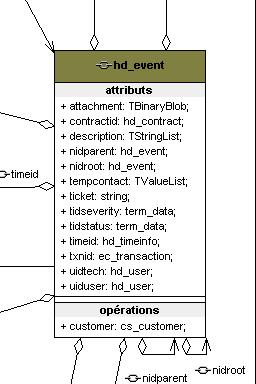 hd_event
attributs
+ attachment: TBinaryBlob;
+ contractid: hd_contract;
+ description: TStringList;
+ nidparent: hd_event;
+ nidroot: hd_event;
+ tempcontact: TValueList;
+ ticket: string;
+ tidseverity: term_data;
+ tidstatus: term_data;
+ timeid: hd_timeinfo;
+ txnid: ec_transaction;
+ uidtech: hd_user;
+ uiduser: hd_user;
opérations
+ customer: cs_customer;
timeid
nidroot
nidparent